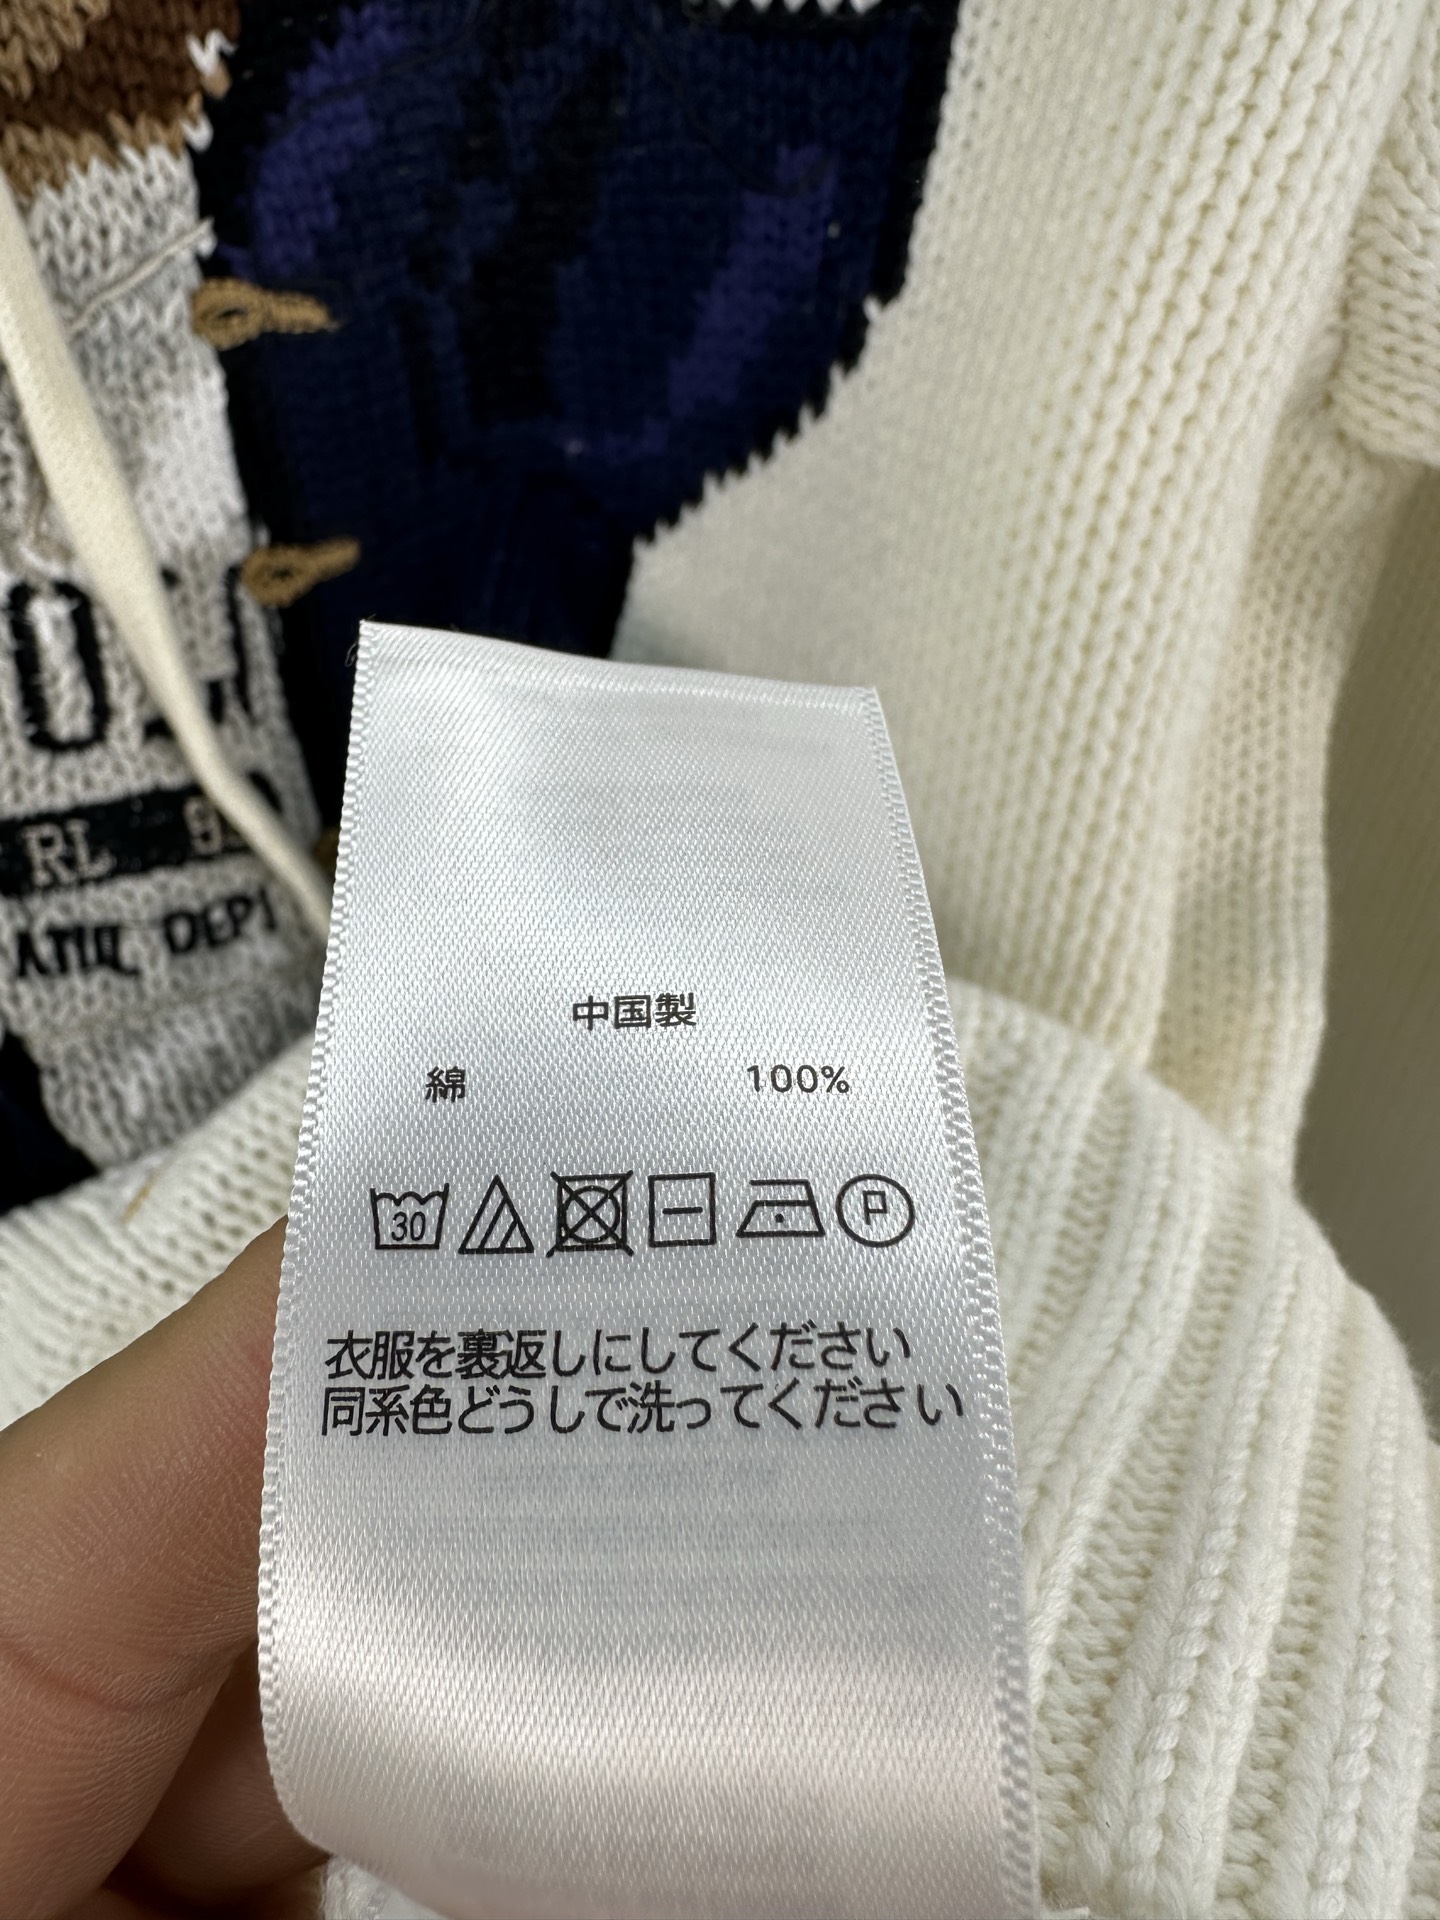 RL
ATH. DEPT
中国製
綿 100%
30
P
衣服を裏返しにしてください
同系色どうしで洗ってください